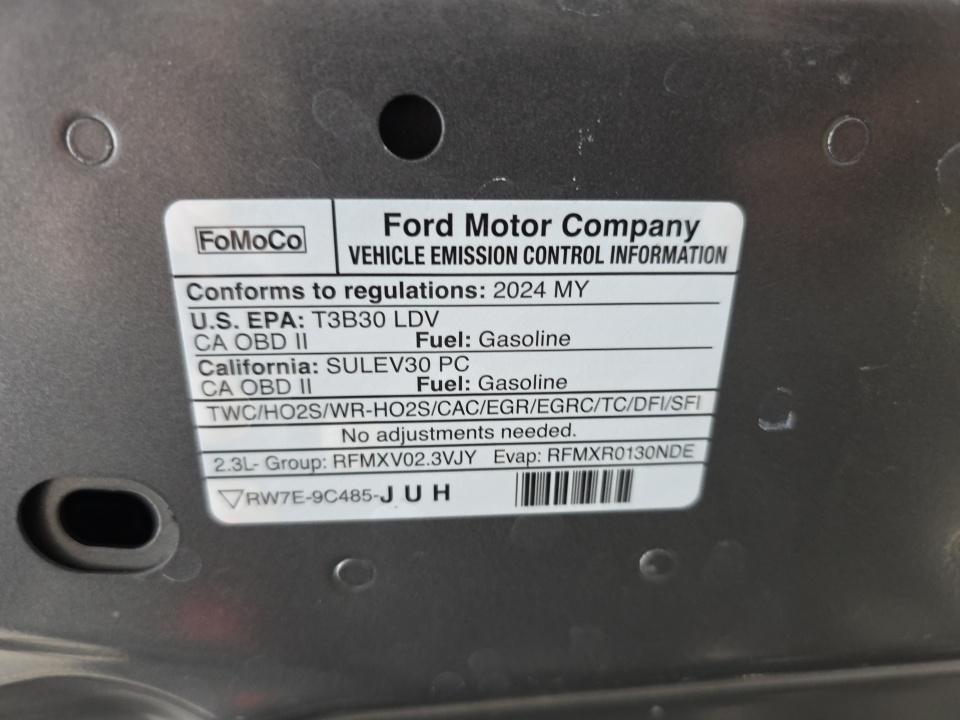 FoMoCo
Ford Motor Company
VEHICLE EMISSION CONTROL INFORMATION
Conforms to regulations: 2024 MY
U.S. EPA: T3B30 LDV
CA OBD II Fuel: Gasoline
California: SULEV30 PC
CA OBD II Fuel: Gasoline
TWC/HO2S/WR-HO2S/CAC/EGR/EGRC/TC/DFI/SFI
No adjustments needed.
2.3L- Group: RFMXV02.3VJY Evap: RFMXR0130NDE
RW7E-9C485-J U H